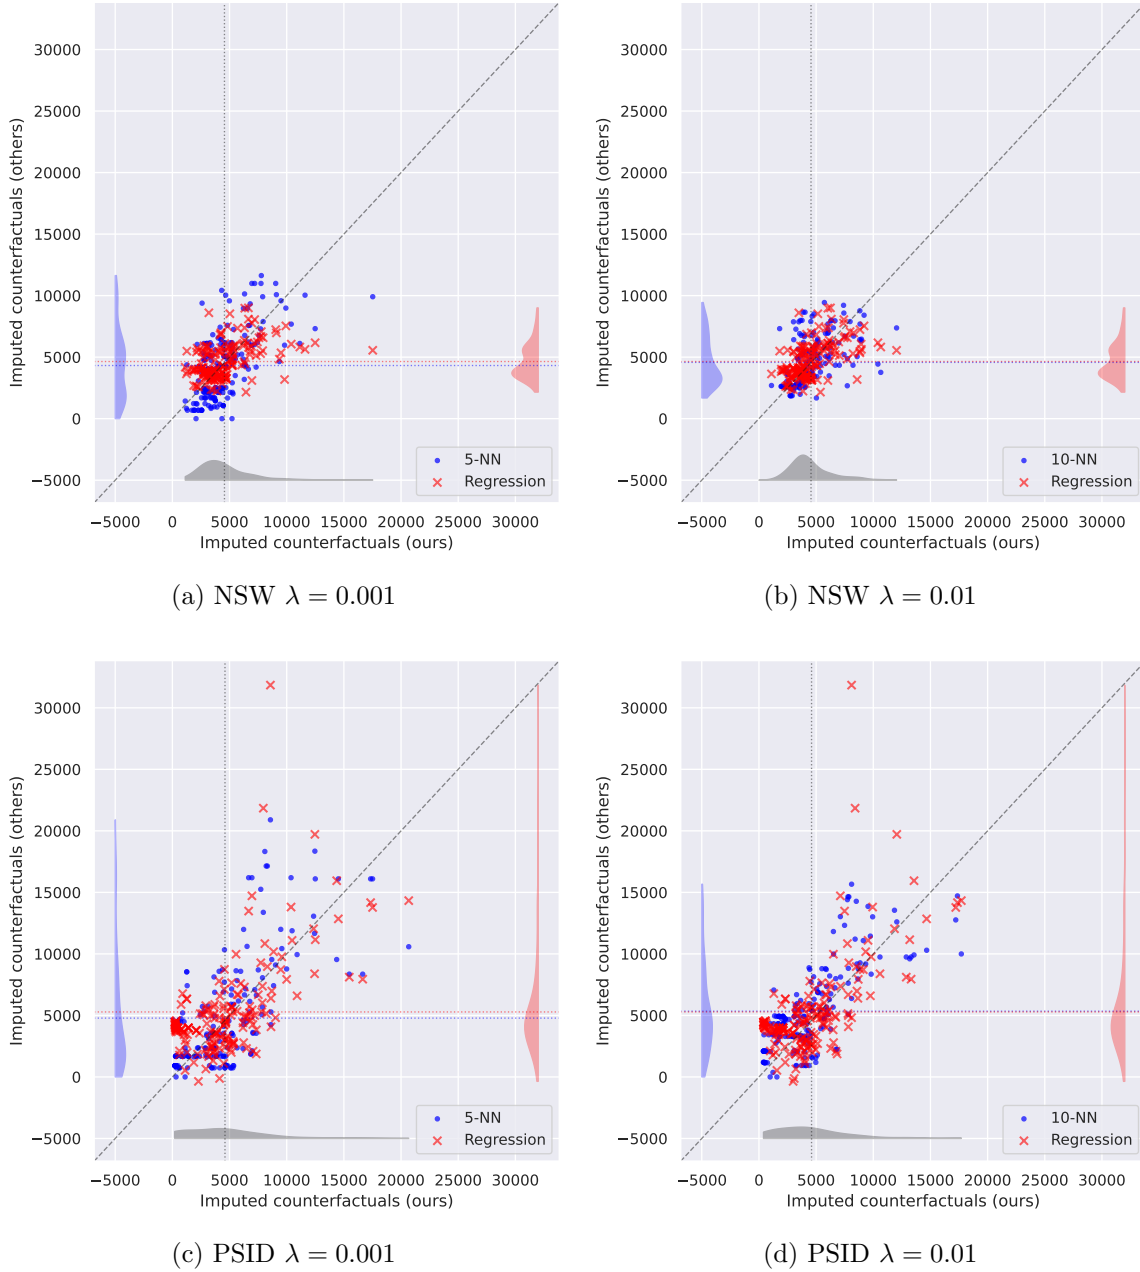 30000
25000
20000
15000
10000
5000
0
−5000
Imputed counterfactuals (others)
5-NN
Regression
−5000 0 5000 10000 15000 20000 25000 30000
Imputed counterfactuals (ours)
(a) NSW λ = 0.001
30000
25000
20000
15000
10000
5000
0
−5000
Imputed counterfactuals (others)
10-NN
Regression
−5000 0 5000 10000 15000 20000 25000 30000
Imputed counterfactuals (ours)
(b) NSW λ = 0.01
30000
25000
20000
15000
10000
5000
0
−5000
Imputed counterfactuals (others)
5-NN
Regression
−5000 0 5000 10000 15000 20000 25000 30000
Imputed counterfactuals (ours)
(c) PSID λ = 0.001
30000
25000
20000
15000
10000
5000
0
−5000
Imputed counterfactuals (others)
10-NN
Regression
−5000 0 5000 10000 15000 20000 25000 30000
Imputed counterfactuals (ours)
(d) PSID λ = 0.01